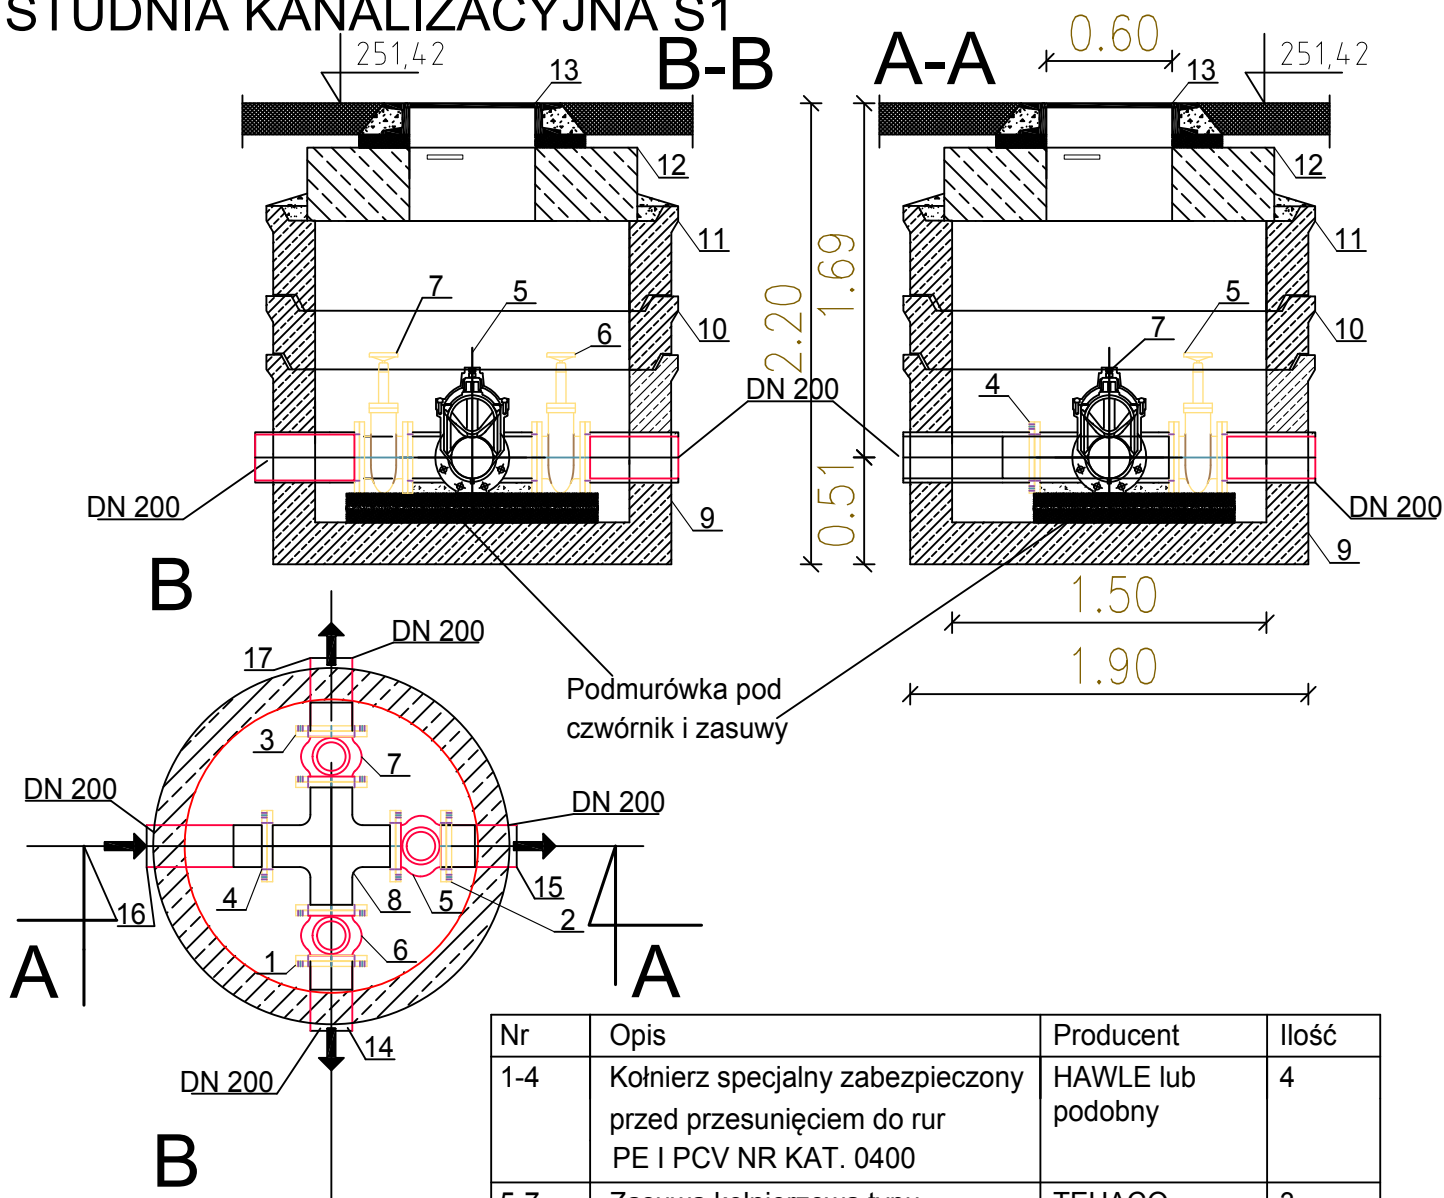 STUDNIA KANALIZACYJNA S1
B-B
A-A
251,42
13
12
11
10
7
5
6
DN 200
DN 200
9
0.60
251,42
13
12
11
10
2.20
1.69
0.51
5
7
4
DN 200
9
1.50
1.90
Podmurówka pod
czwórnik i zasuwy
B
17
DN 200
3
7
DN 200
DN 200
4
8
5
2
15
16
A
A
1
6
14
DN 200
B
Nr Opis Producent Ilość
1-4 Kołnierz specjalny zabezpieczony HAWLE lub 4
przed przesunięciem do rur podobny
PE I PCV NR KAT. 0400